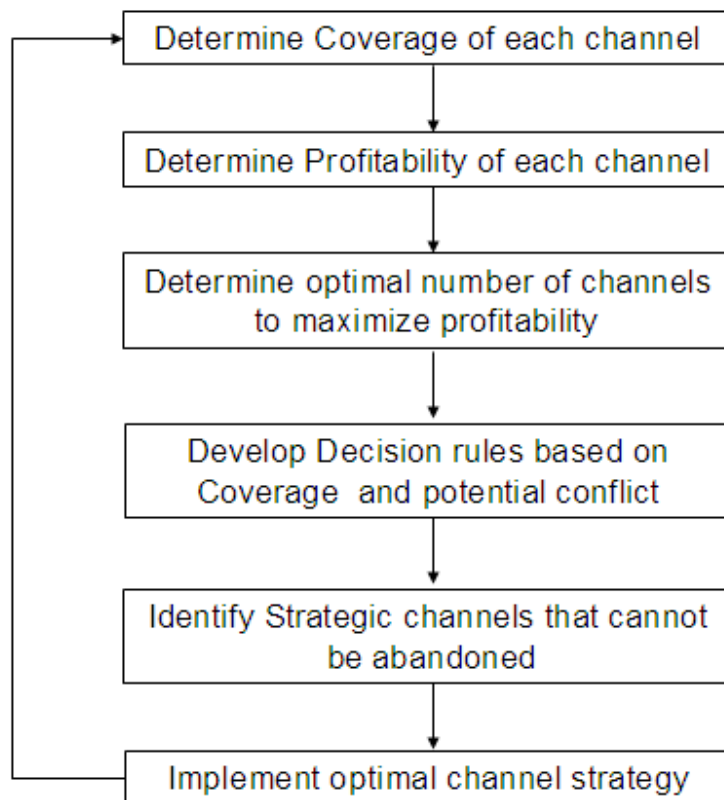 Determine Coverage of each channel
Determine Profitability of each channel
Determine optimal number of channels
to maximize profitability
Develop Decision rules based on
Coverage and potential conflict
Identify Strategic channels that cannot
be abandoned
Implement optimal channel strategy